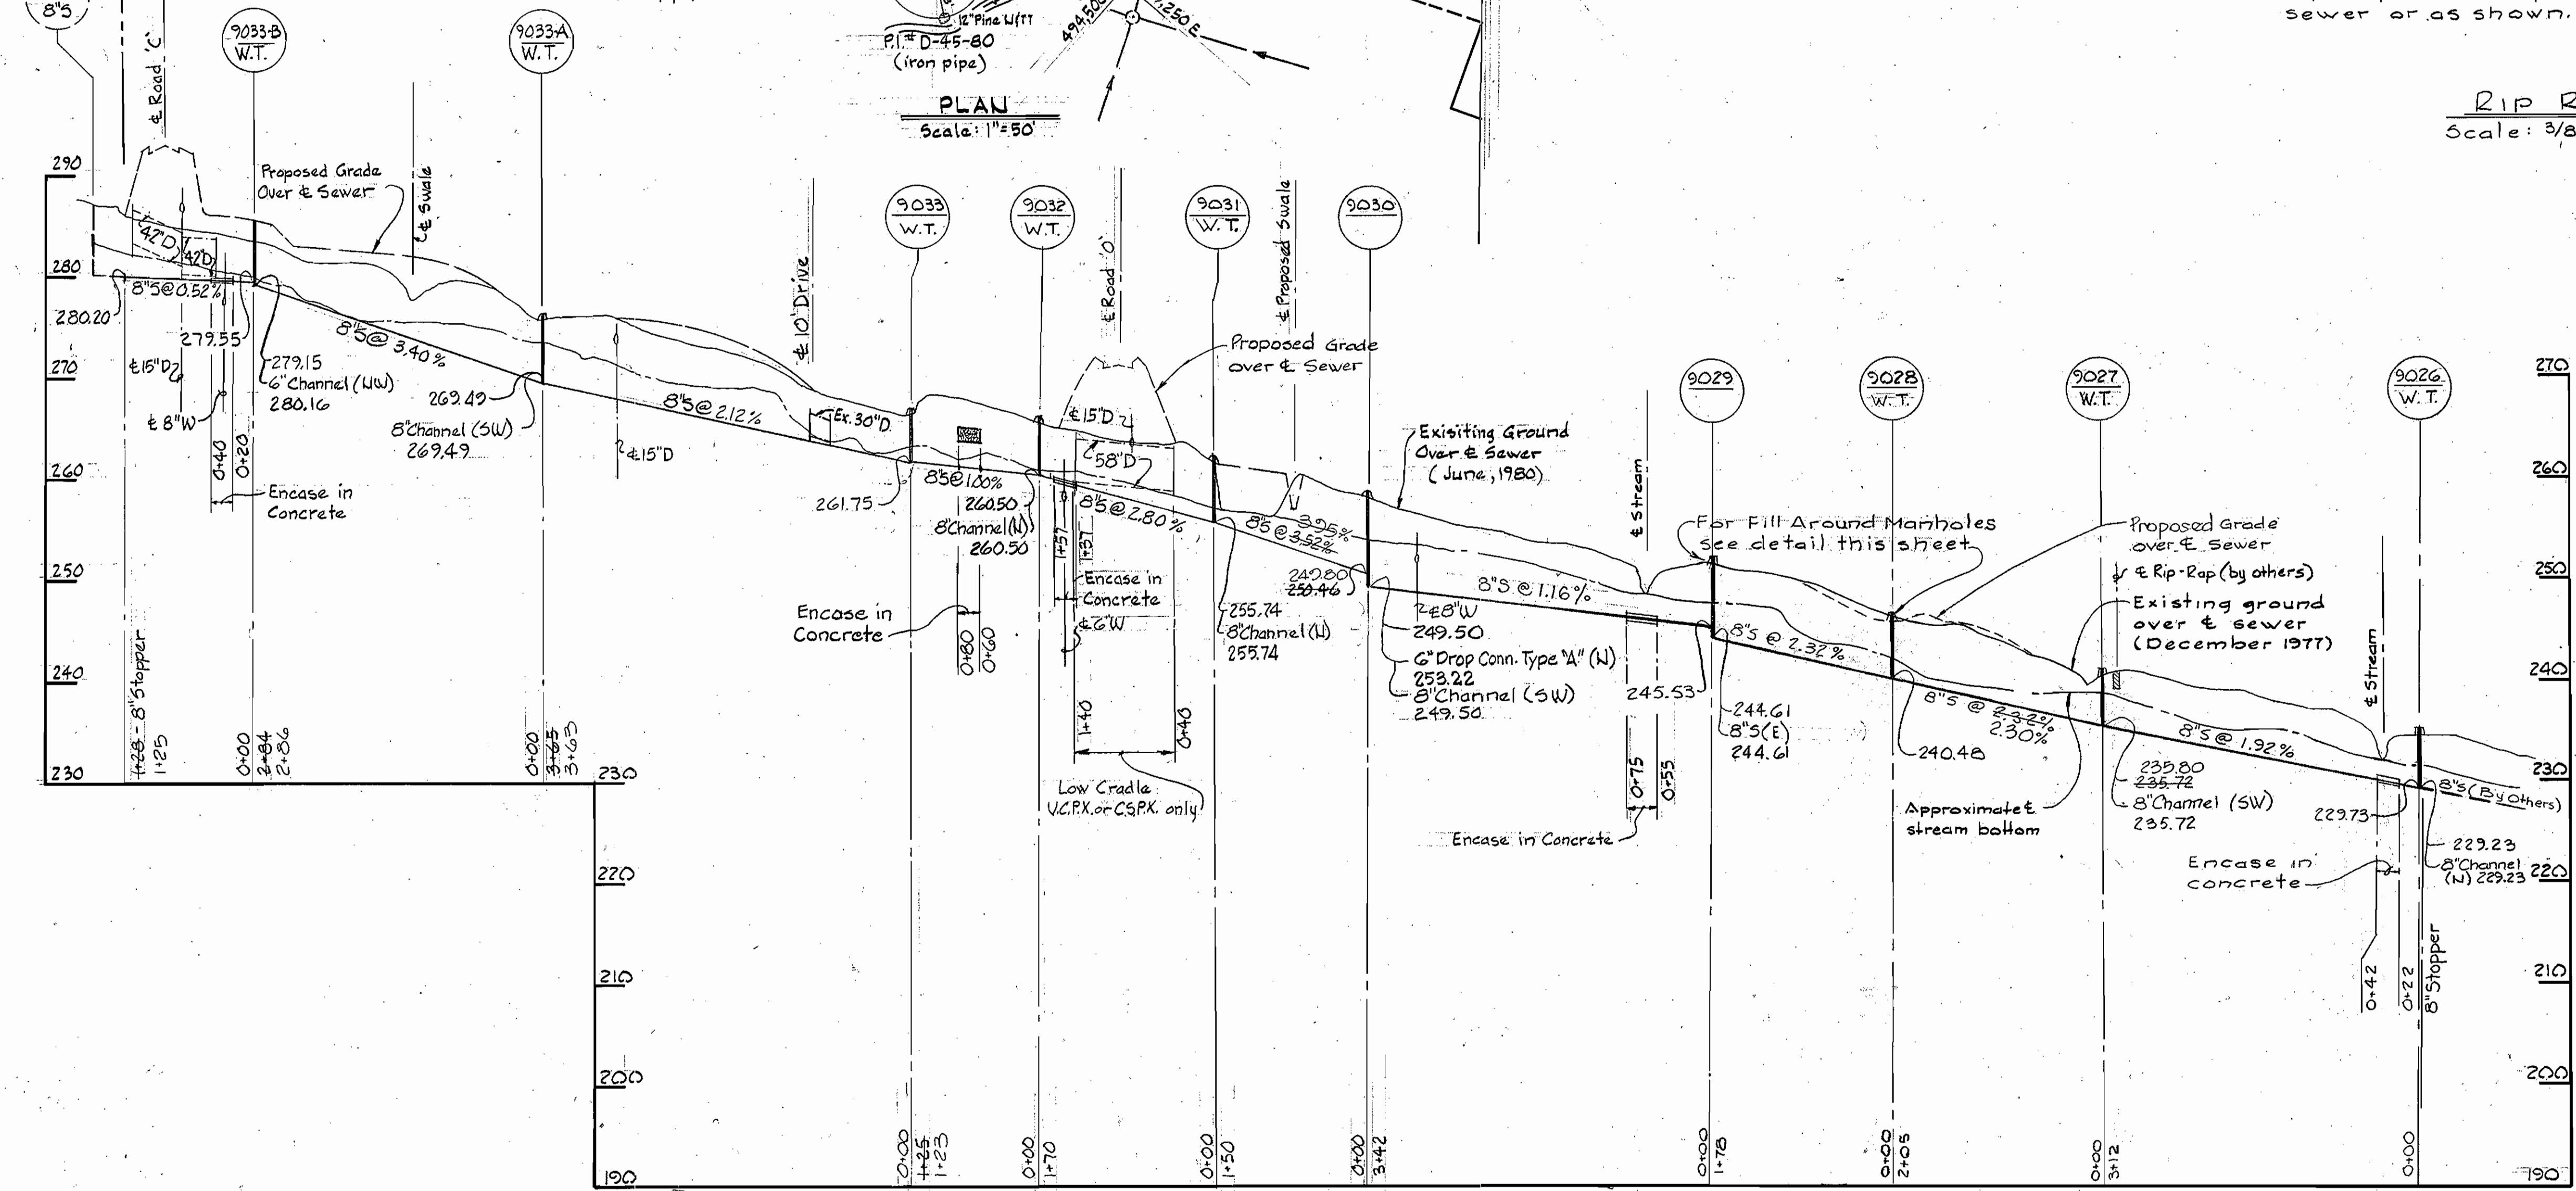 8"S
9033-B
W.T.
9033-A
W.T.
12" Pine W/TT
P.I.# D-45-80
(iron pipe)
PLAN
Scale: 1"=50'
sewer or as shown.
RIP R
Scale: 3/8
℄ Road 'C'
Proposed Grade
Over ℄ Sewer
℄ Swale
℄ 10' Drive
9033
W.T.
9032
W.T.
℄ Road 'O'
9031
W.T.
℄ Proposed Swale
9030
290
280
270
260
250
240
230
42"D
42"D
8"S@0.52%
280.20
279.55
℄15"D
℄ 8"W
0+40
0+20
Encase in
Concrete
279.15
6"Channel (NW)
280.16
8"S@ 3.40%
269.49
8"Channel (SW)
269.49
8"S@ 2.12%
℄15"D
Ex.30"D
261.75
8"S@1.00%
260.50
8"Channel(N)
260.50
Encase in
Concrete
0+80
0+60
℄15"D
58"D
8"S@2.80%
1+57
1+37
Encase in
Concrete
℄6"W
1+40
0+40
Low Cradle
V.C.P.X. or C.S.P.X. only
Proposed Grade
over ℄ Sewer
3.95%
8"S @ 3.52%
255.74
8"Channel (N)
255.74
249.80
250.46
Exisiting Ground
Over ℄ Sewer
(June, 1980)
℄8"W
249.50
6"Drop Conn. Type "A" (N)
253.22
8"Channel (SW)
249.50
8"S @1.16%
℄ Stream
9029
9028
W.T.
9027
W.T.
9026
W.T.
For Fill Around Manholes
see detail this sheet
Proposed Grade
over ℄ Sewer
℄ Rip-Rap (by others)
Existing ground
over ℄ sewer
(December 1977)
245.53
0+75
0+55
Encase in Concrete
8"S @ 2.32%
244.61
8"S(E)
244.61
240.48
8"S @ 2.32%
2.30%
Approximate ℄
stream bottom
235.80
235.72
8"Channel (SW)
235.72
8"S@ 1.92%
℄ Stream
229.73
Encase in
concrete
8"S (By Others)
229.23
8"Channel
(N) 229.23
0+42
0+22
8"Stopper
270
260
250
240
230
220
210
200
190
1+28 - 8"Stopper
1+25
0+00
2+84
2+86
0+00
3+65
3+63
230
220
210
200
190
0+00
1+25
1+23
0+00
1+70
0+00
1+50
0+00
3+42
0+00
1+78
0+00
2+05
0+00
3+12
0+00